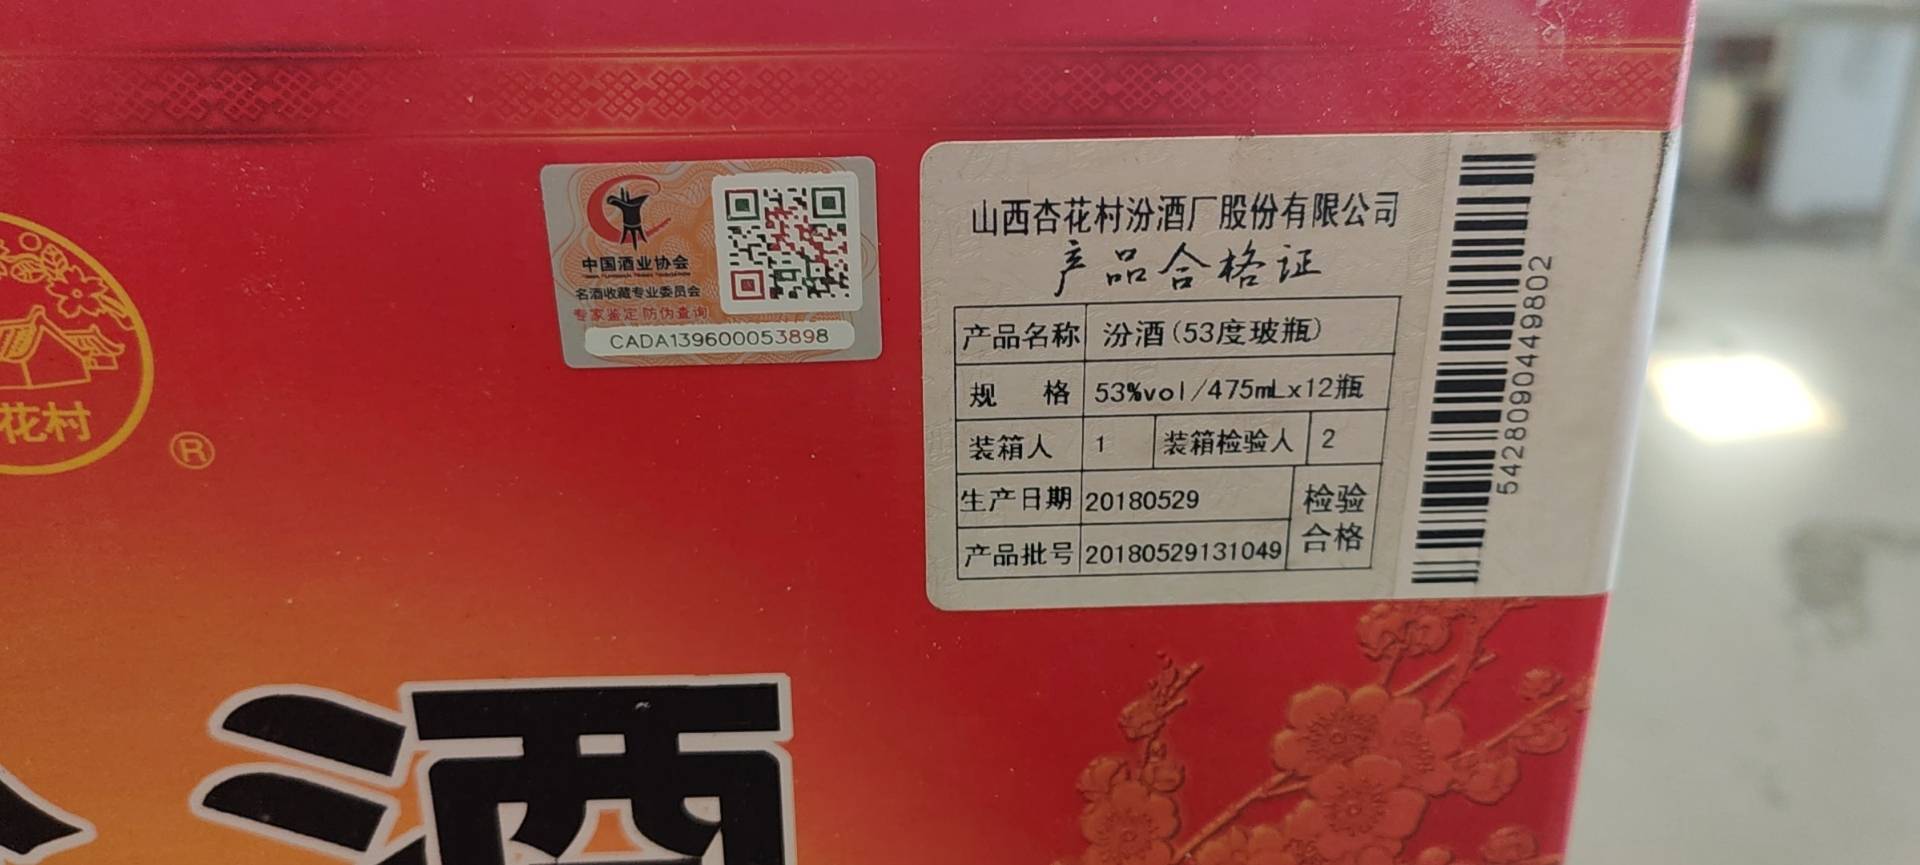 花村
®
中国酒业协会
名酒收藏专业委员会
专家鉴定 防伪查询
CADA139600053898
山西杏花村汾酒厂股份有限公司
产品合格证
产品名称 汾酒(53度玻瓶)
规 格 53%vol/475mLx12瓶
装箱人 1 装箱检验人 2
生产日期 20180529
产品批号 20180529131049
检验
合格
5428090449802
酒